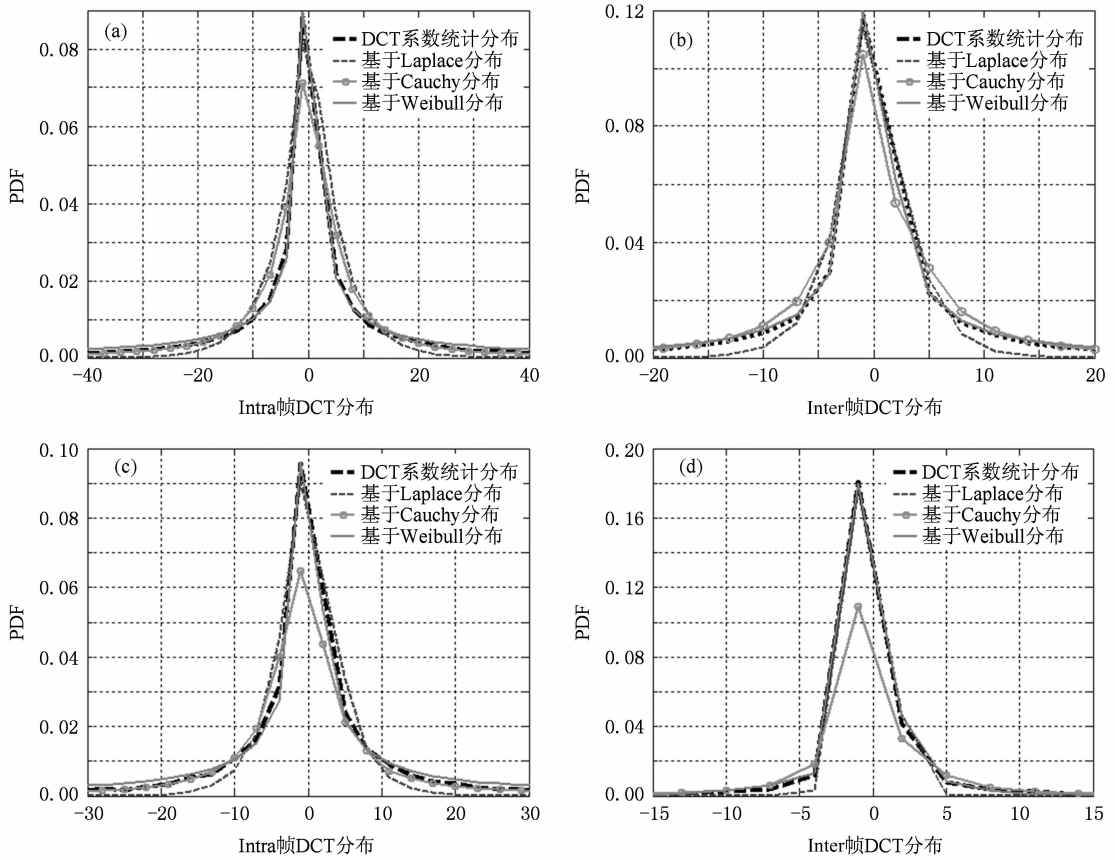 (a)
DCT系数统计分布
基于Laplace分布
基于Cauchy分布
基于Weibull分布
PDF
0.08
0.06
0.04
0.02
0.00
-40
-20
0
20
40
Intra帧DCT分布
(b)
DCT系数统计分布
基于Laplace分布
基于Cauchy分布
基于Weibull分布
PDF
0.12
0.08
0.04
0.00
-20
-10
0
10
20
Inter帧DCT分布
(c)
DCT系数统计分布
基于Laplace分布
基于Cauchy分布
基于Weibull分布
PDF
0.10
0.08
0.06
0.04
0.02
0.00
-30
-20
-10
0
10
20
30
Intra帧DCT分布
(d)
DCT系数统计分布
基于Laplace分布
基于Cauchy分布
基于Weibull分布
PDF
0.20
0.16
0.12
0.08
0.04
0.00
-15
-10
-5
0
5
10
15
Inter帧DCT分布